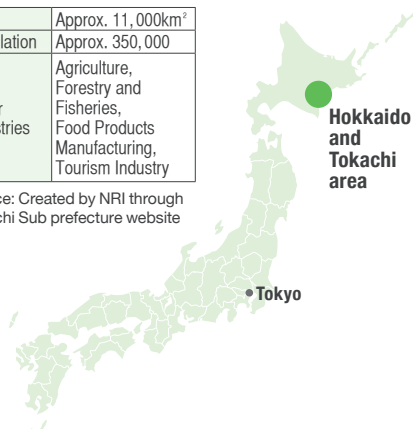 Approx. 11,000km²
lation Approx. 350,000
Agriculture,
Forestry and
Fisheries,
Food Products
Manufacturing,
Tourism Industry
r
stries
ce: Created by NRI through
chi Sub prefecture website
Hokkaido
and
Tokachi
area
Tokyo